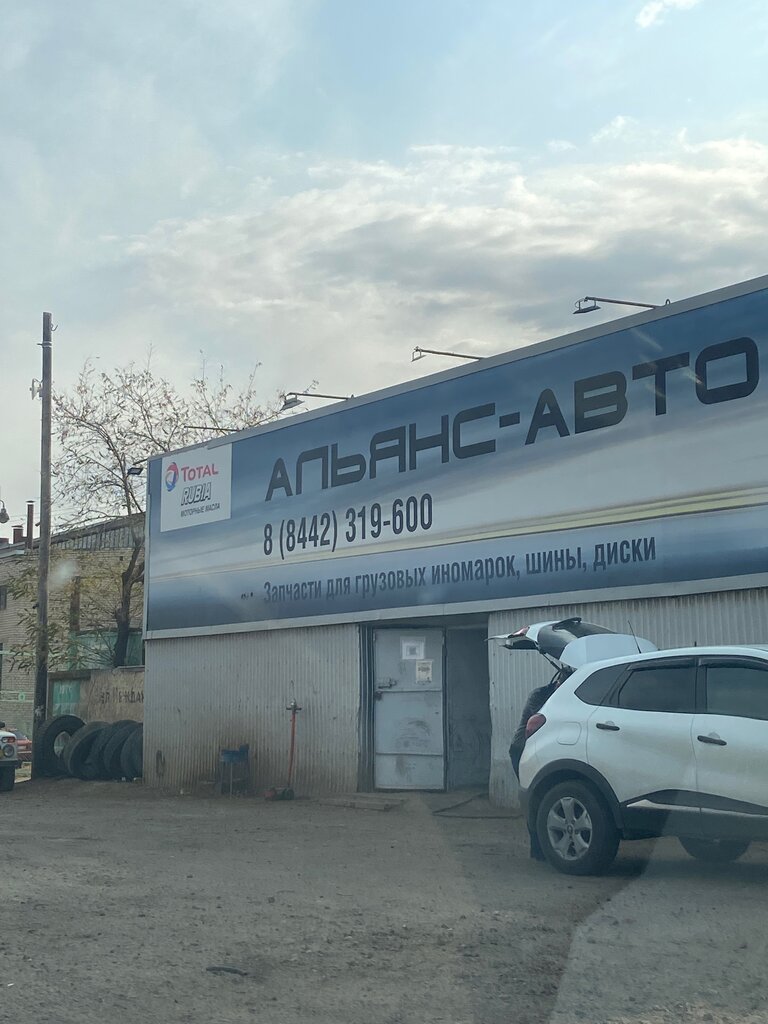 АЛЬЯНС-АВТО
TOTAL
RUBIA
МОТОРНЫЕ МАСЛА
8 (8442) 319-600
Запчасти для грузовых иномарок, шины, диски